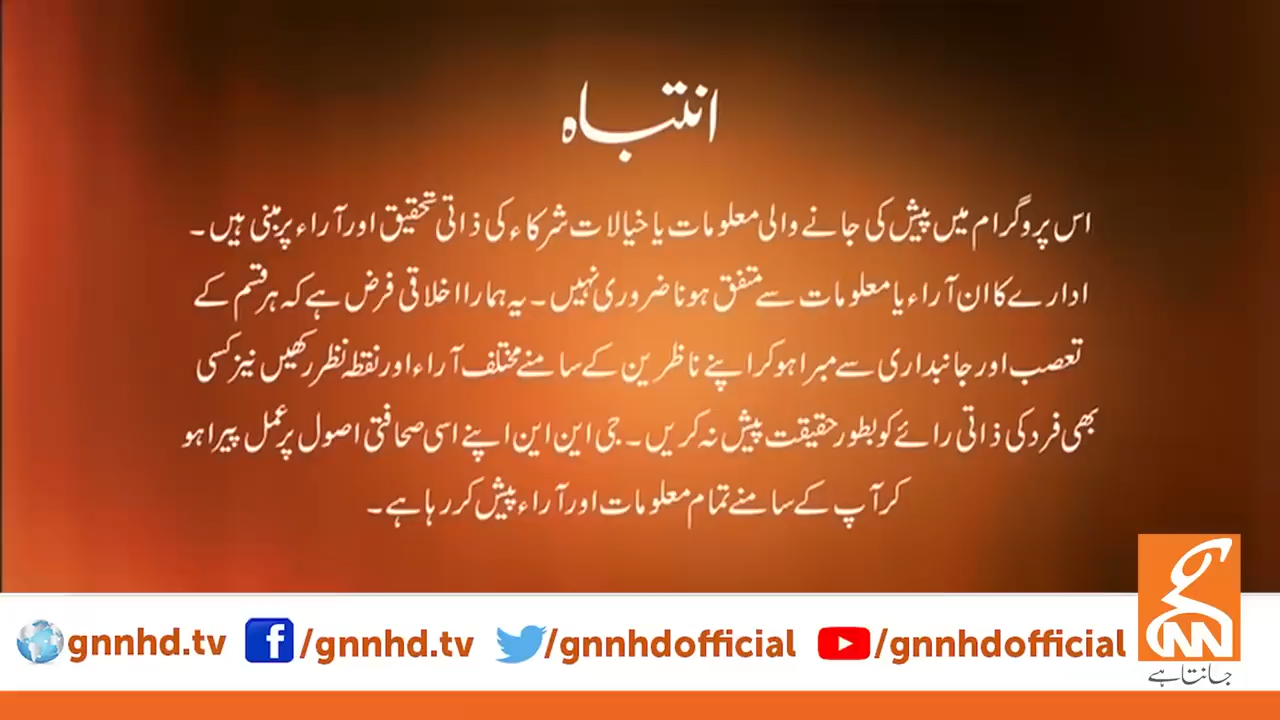 انتباہ
اس پروگرام میں پیش کی جانے والی معلومات یا خیالات شرکاء کی ذاتی تحقیق اور آراء پر مبنی ہیں۔
ادارے کا ان آراء یا معلومات سے متفق ہونا ضروری نہیں۔ یہ ہمارا اخلاقی فرض ہے کہ ہر قسم کے
تعصب اور جانبداری سے مبرا ہو کر اپنے ناظرین کے سامنے مختلف آراء اور نقطہ نظر رکھیں نیز کسی
بھی فرد کی ذاتی رائے کو بطور حقیقت پیش نہ کریں۔ جی این این اپنے اسی صحافتی اصول پر عمل پیرا ہو
کر آپ کے سامنے تمام معلومات اور آراء پیش کر رہا ہے۔
gnnhd.tv /gnnhd.tv /gnnhdofficial /gnnhdofficial
GNN
جانتا ہے